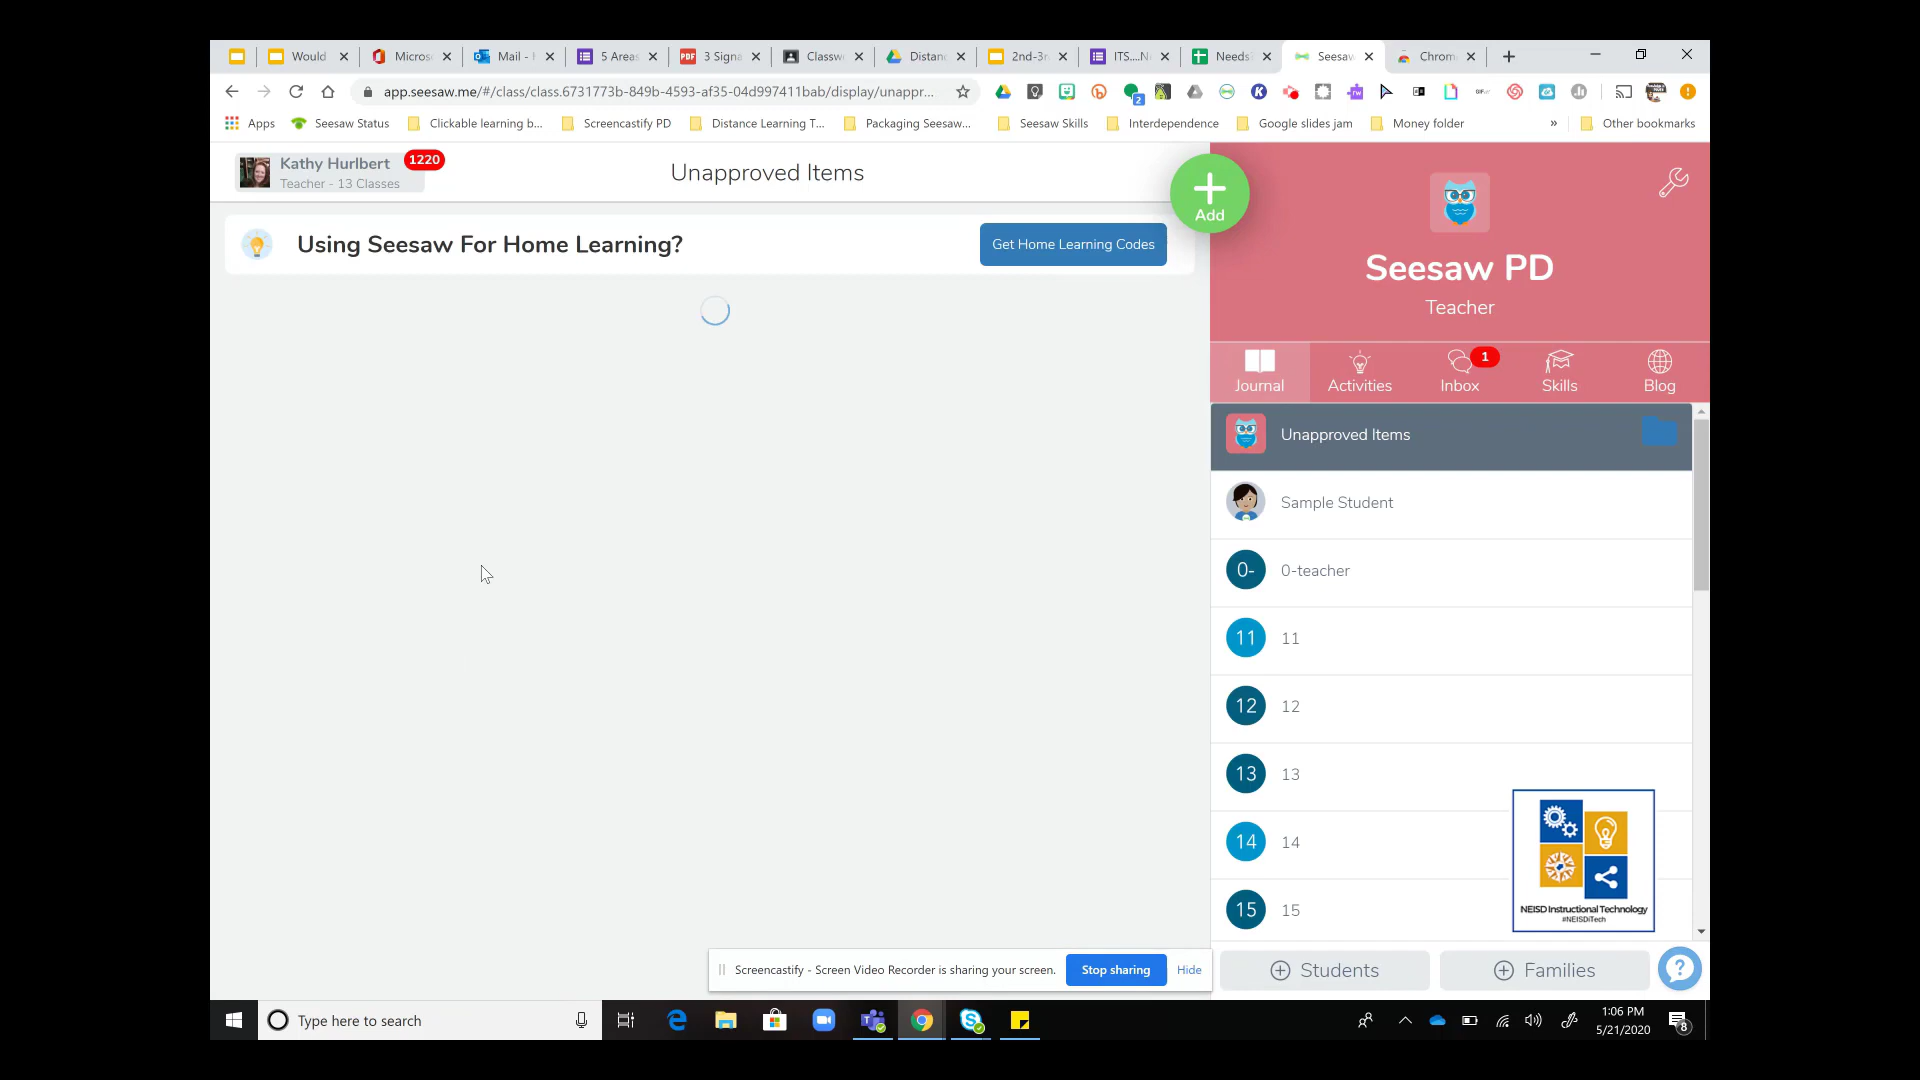 Would
Micros
Mail -
5 Areas
3 Signa
Classw
Distanc
2nd-3r
ITS....N
Needs
Seesaw
Chrom
app.seesaw.me/#/class/class.6731773b-849b-4593-af35-04d997411bab/display/unappr...
2
Apps
Seesaw Status
Clickable learning b...
Screencastify PD
Distance Learning T...
Packaging Seesaw...
Seesaw Skills
Interdependence
Google slides jam
Money folder
»
Other bookmarks
Kathy Hurlbert
1220
Teacher - 13 Classes
Unapproved Items
Add
Using Seesaw For Home Learning?
Get Home Learning Codes
Seesaw PD
Teacher
Journal
Activities
Inbox
1
Skills
Blog
Unapproved Items
Sample Student
0- 0-teacher
11 11
12 12
13 13
14 14
15 15
NEISD Instructional Technology
#NEISDiTech
Students
Families
Screencastify - Screen Video Recorder is sharing your screen.
Stop sharing
Hide
Type here to search
1:06 PM
5/21/2020
8